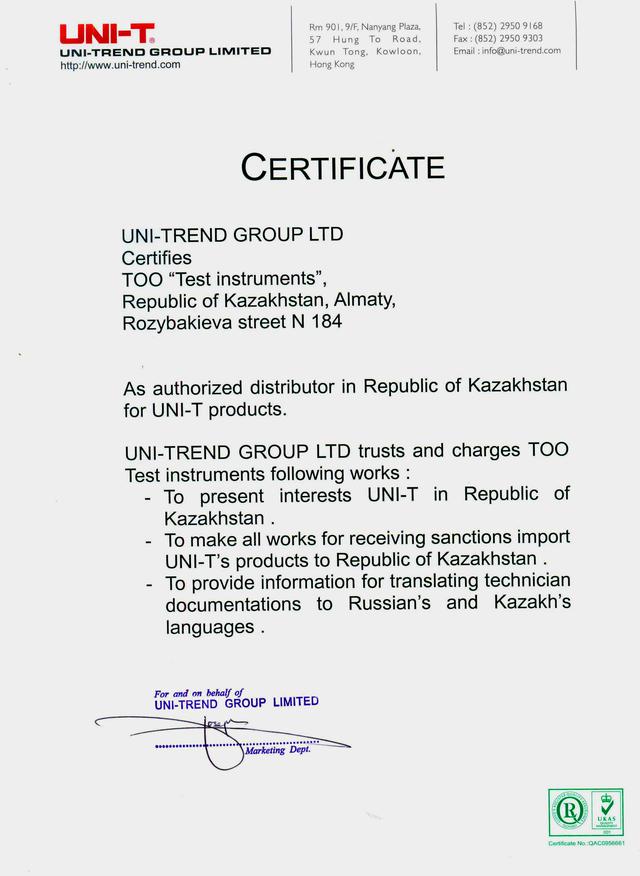 UNI-T®
UNI-TREND GROUP LIMITED
http://www.uni-trend.com
Rm 901, 9/F, Nanyang Plaza,
57 Hung To Road,
Kwun Tong, Kowloon,
Hong Kong
Tel : (852) 2950 9168
Fax : (852) 2950 9303
Email : info@uni-trend.com
CERTIFICATE
UNI-TREND GROUP LTD
Certifies
TOO “Test instruments”,
Republic of Kazakhstan, Almaty,
Rozybakieva street N 184
As authorized distributor in Republic of Kazakhstan
for UNI-T products.
UNI-TREND GROUP LTD trusts and charges TOO
Test instruments following works :
- To present interests UNI-T in Republic of
Kazakhstan .
- To make all works for receiving sanctions import
UNI-T’s products to Republic of Kazakhstan .
- To provide information for translating technician
documentations to Russian’s and Kazakh’s
languages .
For and on behalf of
UNI-TREND GROUP LIMITED
Marketing Dept.
R
UKAS
QUALITY
MANAGEMENT
001
Certificate No.:QAC0956661